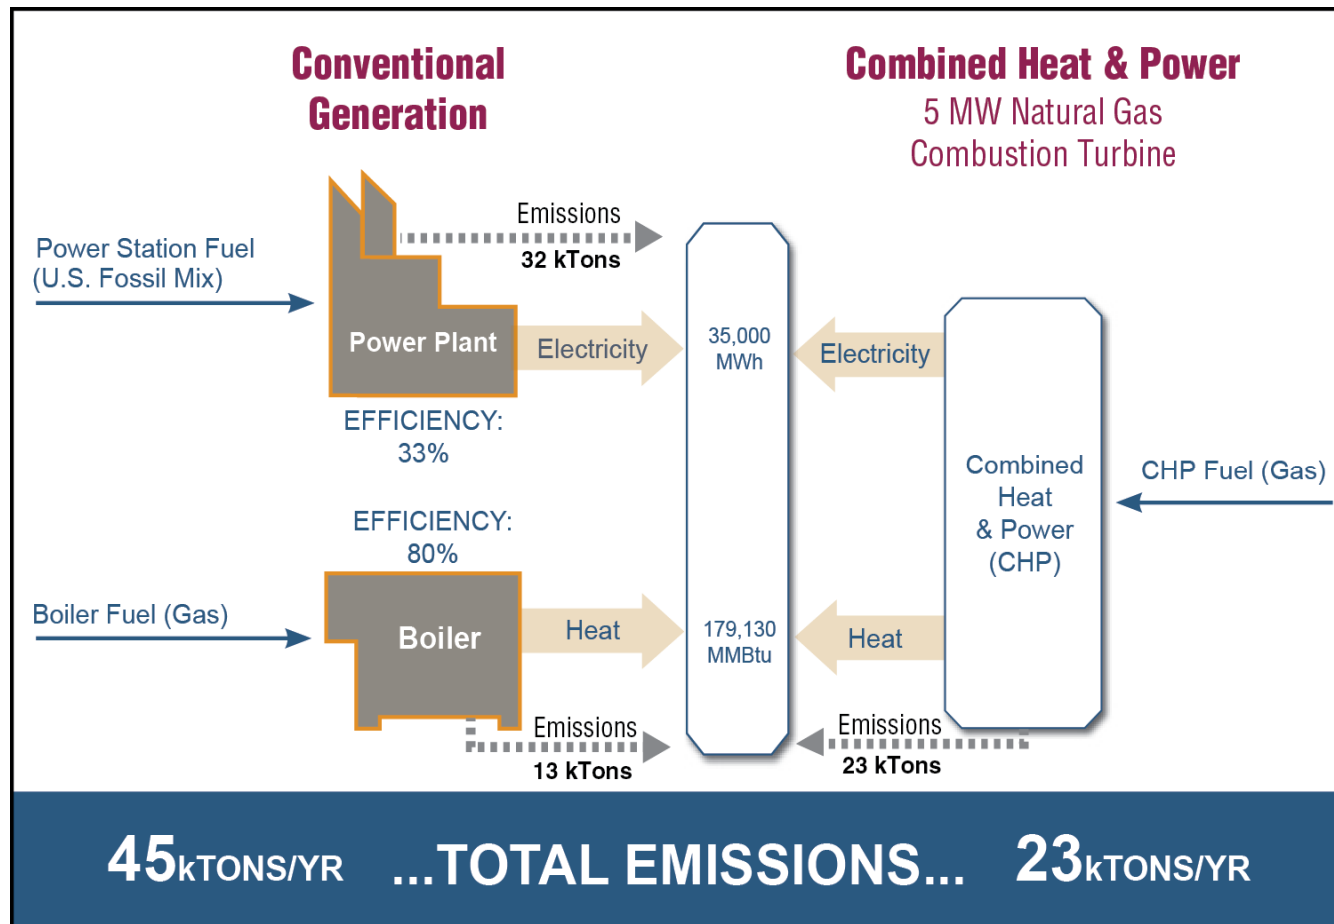 Conventional
Generation
Combined Heat & Power
5 MW Natural Gas
Combustion Turbine
Power Station Fuel
(U.S. Fossil Mix)
Emissions
32 kTons
Power Plant
Electricity
35,000
MWh
Electricity
EFFICIENCY:
33%
Combined
Heat
& Power
(CHP)
CHP Fuel (Gas)
EFFICIENCY:
80%
Boiler Fuel (Gas)
Boiler
Heat
179,130
MMBtu
Heat
Emissions
13 kTons
Emissions
23 kTons
45kTONS/YR ...TOTAL EMISSIONS... 23kTONS/YR